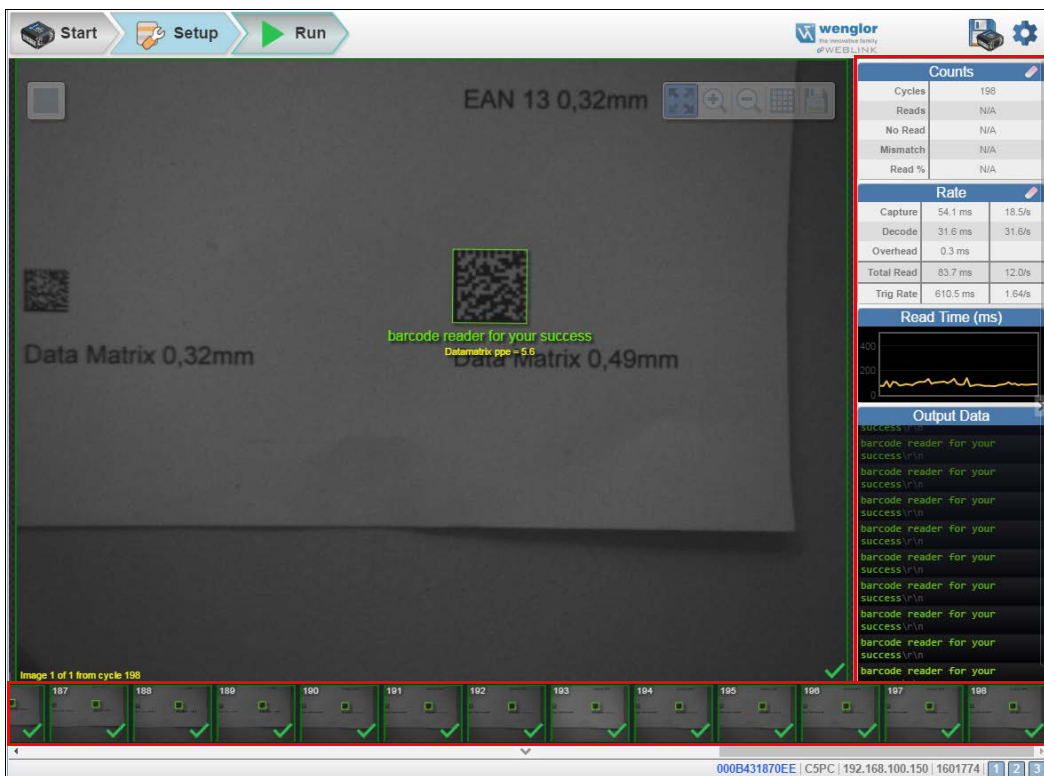 Start
Setup
Run
wenglor
the innovative family
WEBLINK
EAN 13 0,32mm
barcode reader for your success
Datamatrix ppe = 5.6
Data Matrix 0,32mm
Data Matrix 0,49mm
Image 1 of 1 from cycle 198
Counts
Cycles 198
Reads N/A
No Read N/A
Mismatch N/A
Read % N/A
Rate
Capture 54.1 ms 18.5/s
Decode 31.6 ms 31.6/s
Overhead 0.3 ms
Total Read 83.7 ms 12.0/s
Trig Rate 610.5 ms 1.64/s
Read Time (ms)
400
200
0
Output Data
success\r\n
barcode reader for your
success\r\n
barcode reader for your
success\r\n
barcode reader for your
success\r\n
barcode reader for your
success\r\n
barcode reader for your
success\r\n
barcode reader for your
success\r\n
barcode reader for your
success\r\n
barcode reader for your
success\r\n
barcode reader for your
187 188 189 190 191 192 193 194 195 196 197 198
000B431870EE | C5PC | 192.168.100.150 | 1601774 | 1 2 3